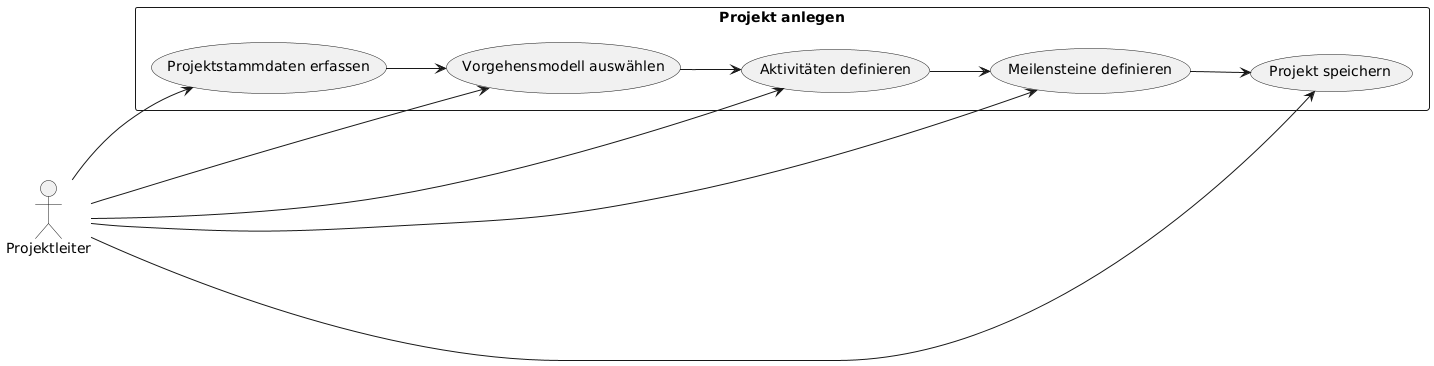 Projekt anlegen
Projektstammdaten erfassen
Vorgehensmodell auswählen
Aktivitäten definieren
Meilensteine definieren
Projekt speichern
Projektleiter